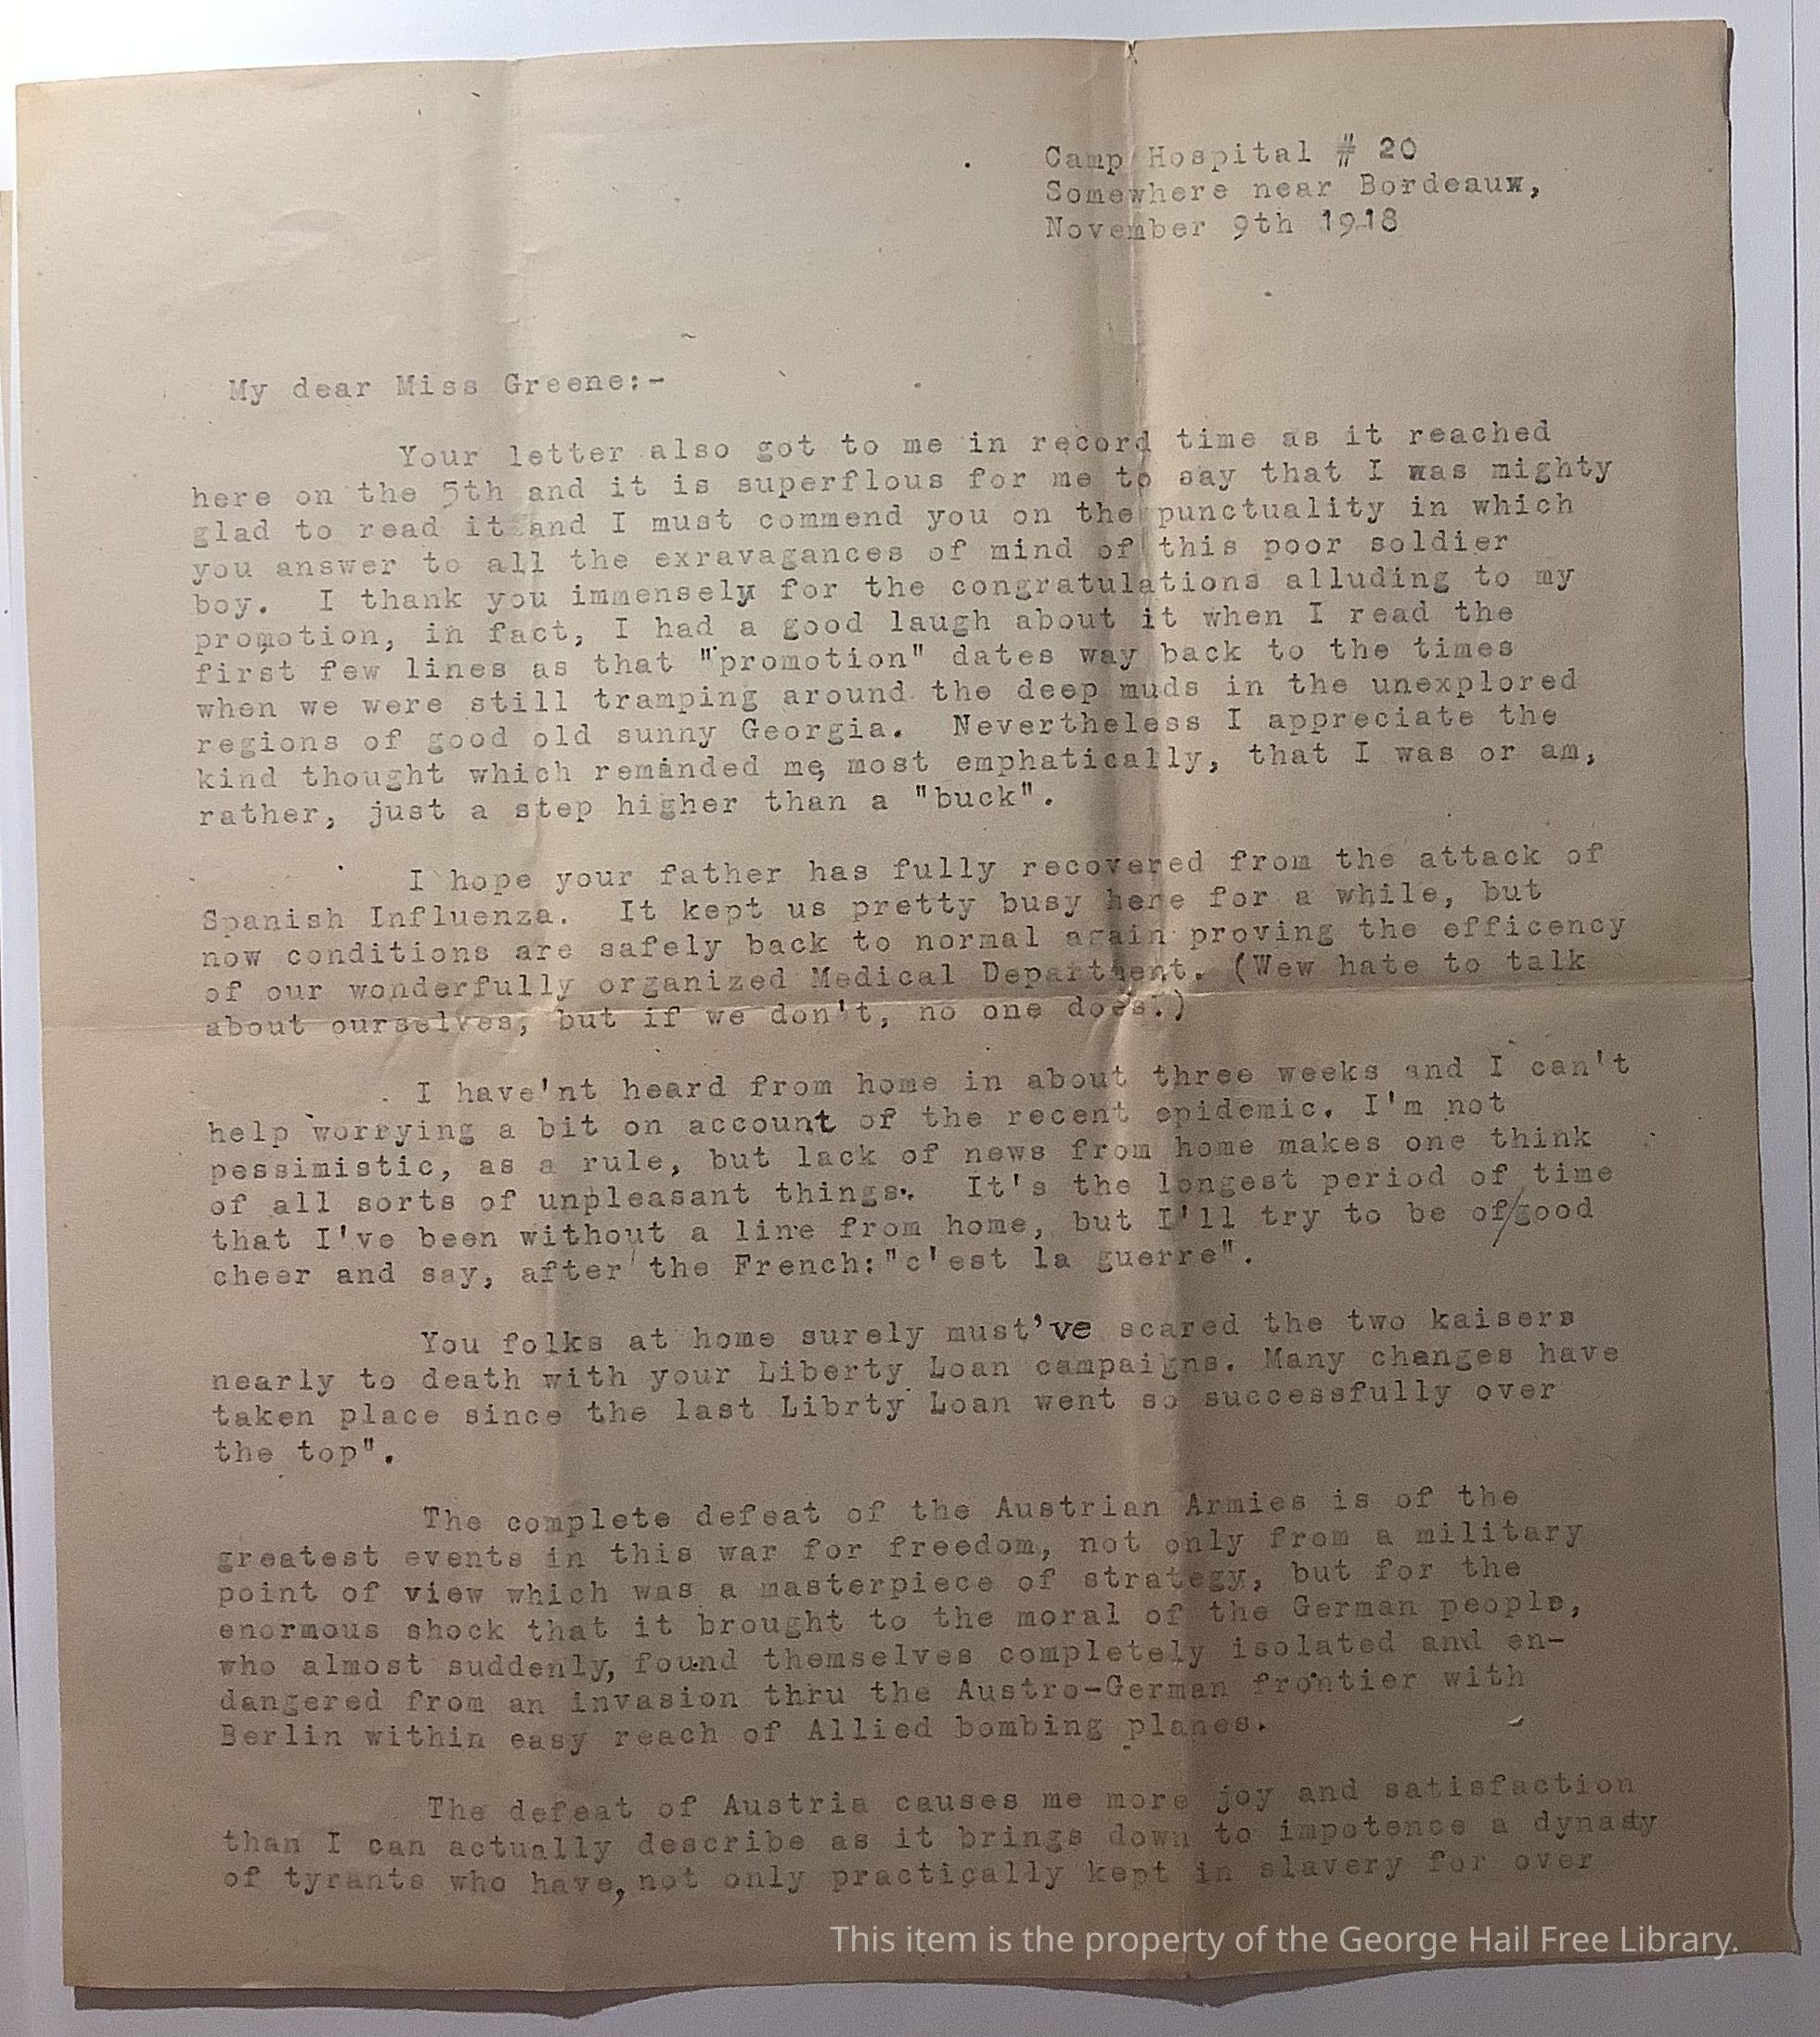 Camp Hospital # 20
Somewhere near Bordeauw,
November 9th 1918
My dear Miss Greene:-
Your letter also got to me in record time as it reached
here on the 5th and it is superflous for me to say that I was mighty
glad to read it and I must commend you on the punctuality in which
you answer to all the exravagances of mind of this poor soldier
boy. I thank you immensely for the congratulations alluding to my
promotion, in fact, I had a good laugh about it when I read the
first few lines as that "promotion" dates way back to the times
when we were still tramping around the deep muds in the unexplored
regions of good old sunny Georgia. Nevertheless I appreciate the
kind thought which reminded me, most emphatically, that I was or am,
rather, just a step higher than a "buck".
I hope your father has fully recovered from the attack of
Spanish Influenza. It kept us pretty busy here for a while, but
now conditions are safely back to normal again proving the efficency
of our wonderfully organized Medical Department. (Wew hate to talk
about ourselves, but if we don't, no one does.)
I have'nt heard from home in about three weeks and I can't
help worrying a bit on account of the recent epidemic. I'm not
pessimistic, as a rule, but lack of news from home makes one think
of all sorts of unpleasant things. It's the longest period of time
that I've been without a line from home, but I'll try to be of/good
cheer and say, after the French:"c'est la guerre".
You folks at home surely must've scared the two kaisers
nearly to death with your Liberty Loan campaigns. Many changes have
taken place since the last Librty Loan went so successfully over
the top".
The complete defeat of the Austrian Armies is of the
greatest events in this war for freedom, not only from a military
point of view which was a masterpiece of strategy, but for the
enormous shock that it brought to the moral of the German people,
who almost suddenly, found themselves completely isolated and en-
dangered from an invasion thru the Austro-German frontier with
Berlin within easy reach of Allied bombing planes.
The defeat of Austria causes me more joy and satisfaction
than I can actually describe as it brings down to impotence a
of tyrants who have, not only practically kept in slavery for over
This item is the property of the George Hail Free Library.